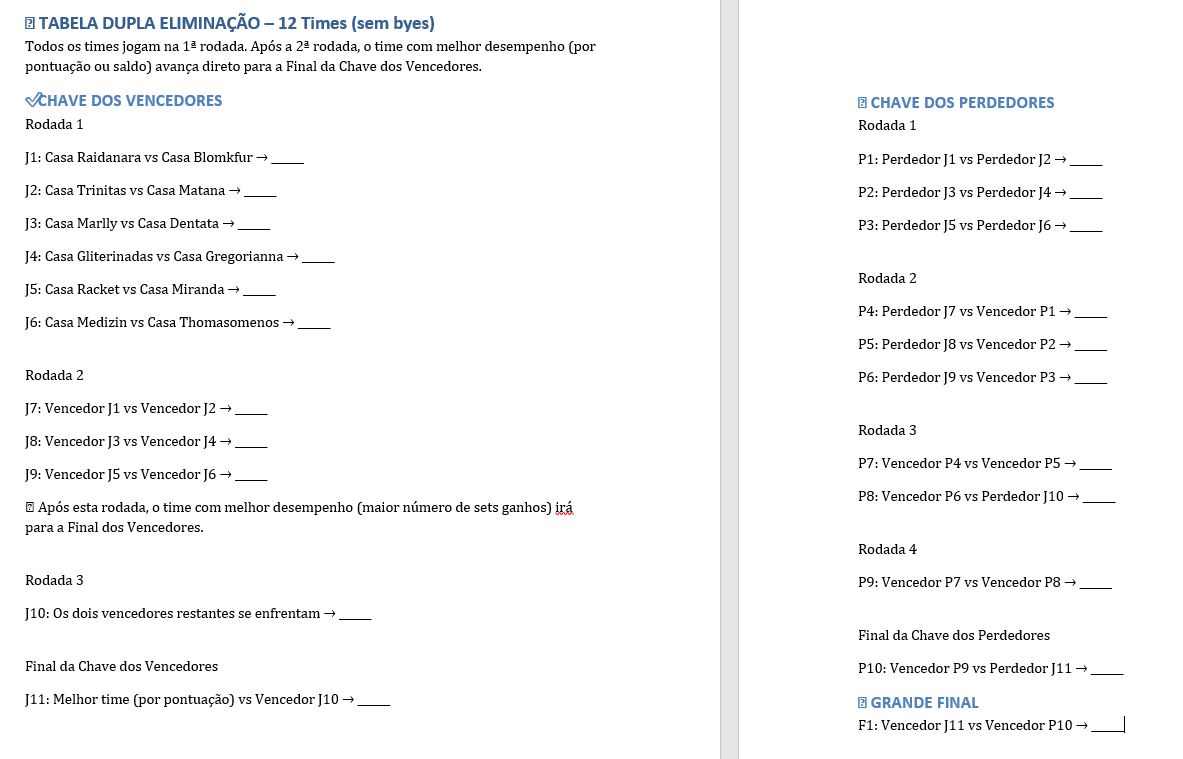 TABELA DUPLA ELIMINAÇÃO – 12 Times (sem byes)
Todos os times jogam na 1ª rodada. Após a 2ª rodada, o time com melhor desempenho (por
pontuação ou saldo) avança direto para a Final da Chave dos Vencedores.
CHAVE DOS VENCEDORES
Rodada 1
J1: Casa Raidanara vs Casa Blomkfur → _____
J2: Casa Trinitas vs Casa Matana → _____
J3: Casa Marlly vs Casa Dentata → _____
J4: Casa Gliterinadas vs Casa Gregorianna → _____
J5: Casa Racket vs Casa Miranda → _____
J6: Casa Medizin vs Casa Thomasomenos → _____
Rodada 2
J7: Vencedor J1 vs Vencedor J2 → _____
J8: Vencedor J3 vs Vencedor J4 → _____
J9: Vencedor J5 vs Vencedor J6 → _____
Após esta rodada, o time com melhor desempenho (maior número de sets ganhos) irá
para a Final dos Vencedores.
Rodada 3
J10: Os dois vencedores restantes se enfrentam → _____
Final da Chave dos Vencedores
J11: Melhor time (por pontuação) vs Vencedor J10 → _____
CHAVE DOS PERDEDORES
Rodada 1
P1: Perdedor J1 vs Perdedor J2 → _____
P2: Perdedor J3 vs Perdedor J4 → _____
P3: Perdedor J5 vs Perdedor J6 → _____
Rodada 2
P4: Perdedor J7 vs Vencedor P1 → _____
P5: Perdedor J8 vs Vencedor P2 → _____
P6: Perdedor J9 vs Vencedor P3 → _____
Rodada 3
P7: Vencedor P4 vs Vencedor P5 → _____
P8: Vencedor P6 vs Perdedor J10 → _____
Rodada 4
P9: Vencedor P7 vs Vencedor P8 → _____
Final da Chave dos Perdedores
P10: Vencedor P9 vs Perdedor J11 → _____
GRANDE FINAL
F1: Vencedor J11 vs Vencedor P10 → _____